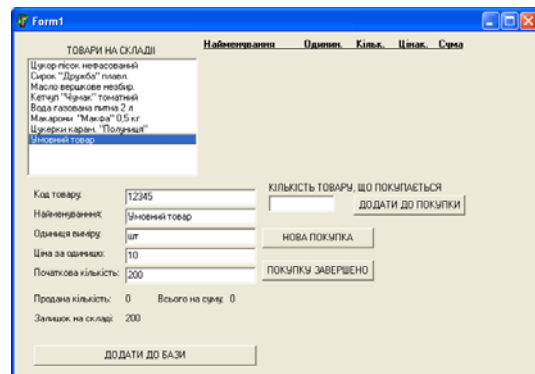 Form1
ТОВАРИ НА СКЛАДІ
Найменування Одинин. Кільк. Цінак. Сума
Цукор-пісок нефасований
Сирок "Дружба" плавл.
Масло вершкове незбир.
Кетчуп "Чумак" томатний
Вода газована питна 2 л
Макарони "Макфа" 0,5 кг
Цукерки карам. "Полуниця"
Умовний товар
КІЛЬКІСТЬ ТОВАРУ, ЩО ПОКУПАЄТЬСЯ
ДОДАТИ ДО ПОКУПКИ
Код товару: 12345
Найменування: Умовний товар
Одиниця виміру: шт
Ціна за одиницю: 10
Початкова кількість: 200
НОВА ПОКУПКА
ПОКУПКУ ЗАВЕРШЕНО
Продана кількість: 0 Всього на суму: 0
Залишок на складі: 200
ДОДАТИ ДО БАЗИ